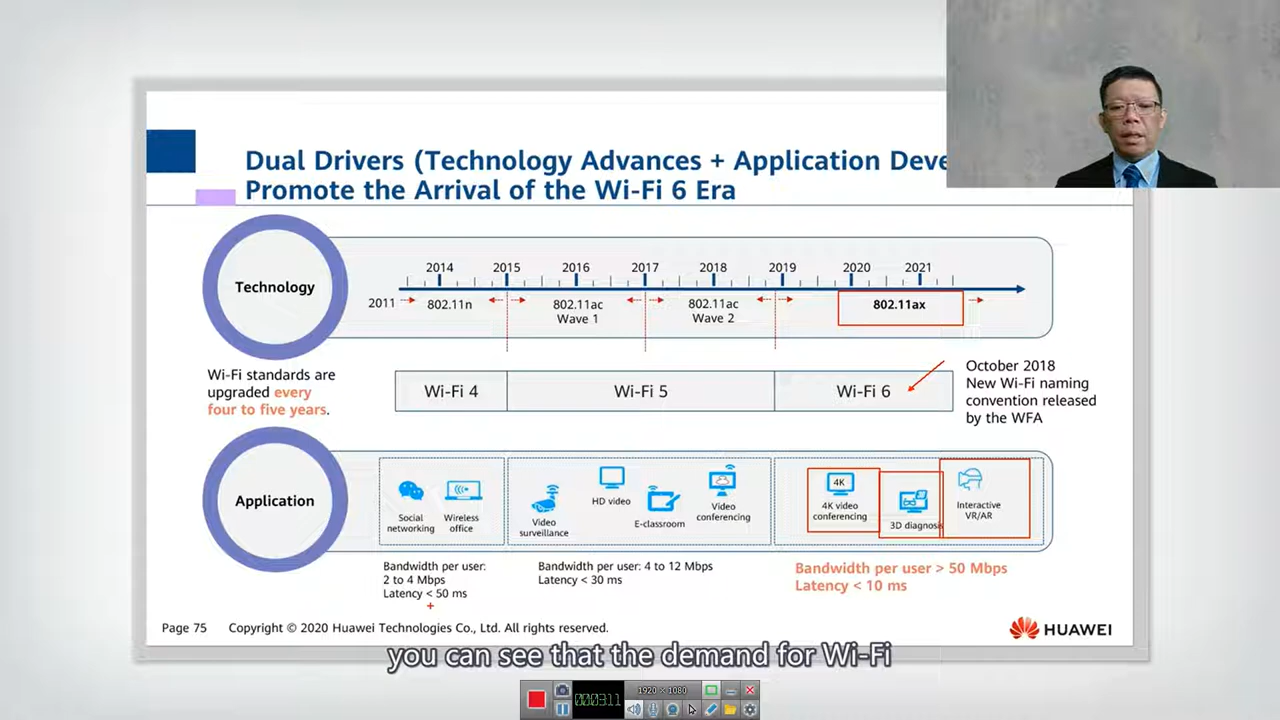 Dual Drivers (Technology Advances + Application Deve
Promote the Arrival of the Wi-Fi 6 Era
Technology
2014 2015 2016 2017 2018 2019 2020 2021
2011
802.11n
802.11ac
Wave 1
802.11ac
Wave 2
802.11ax
Wi-Fi standards are
upgraded every
four to five years.
Wi-Fi 4
Wi-Fi 5
Wi-Fi 6
October 2018
New Wi-Fi naming
convention released
by the WFA
Application
Social
networking
Wireless
office
Video
surveillance
HD video
E-classroom
Video
conferencing
4K
4K video
conferencing
3D diagnosis
Interactive
VR/AR
Bandwidth per user:
2 to 4 Mbps
Latency < 50 ms
Bandwidth per user: 4 to 12 Mbps
Latency < 30 ms
Bandwidth per user > 50 Mbps
Latency < 10 ms
Page 75
Copyright © 2020 Huawei Technologies Co., Ltd. All rights reserved.
HUAWEI
you can see that the demand for Wi-Fi
000311
1920 × 1080